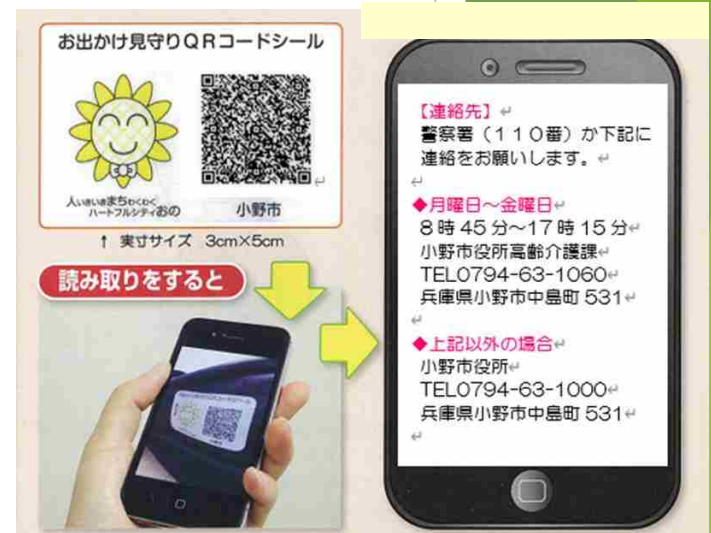 お出かけ見守りQRコードシール
人いきいきまちわくわく
ハートフルシティおの
小野市
↑ 実寸サイズ 3cm×5cm
読み取りをすると
【連絡先】
警察署(110番)か下記に
連絡をお願いします。
◆月曜日～金曜日
8時45分～17時15分
小野市役所高齢介護課
TEL0794-63-1060
兵庫県小野市中島町531
◆上記以外の場合
小野市役所
TEL0794-63-1000
兵庫県小野市中島町531